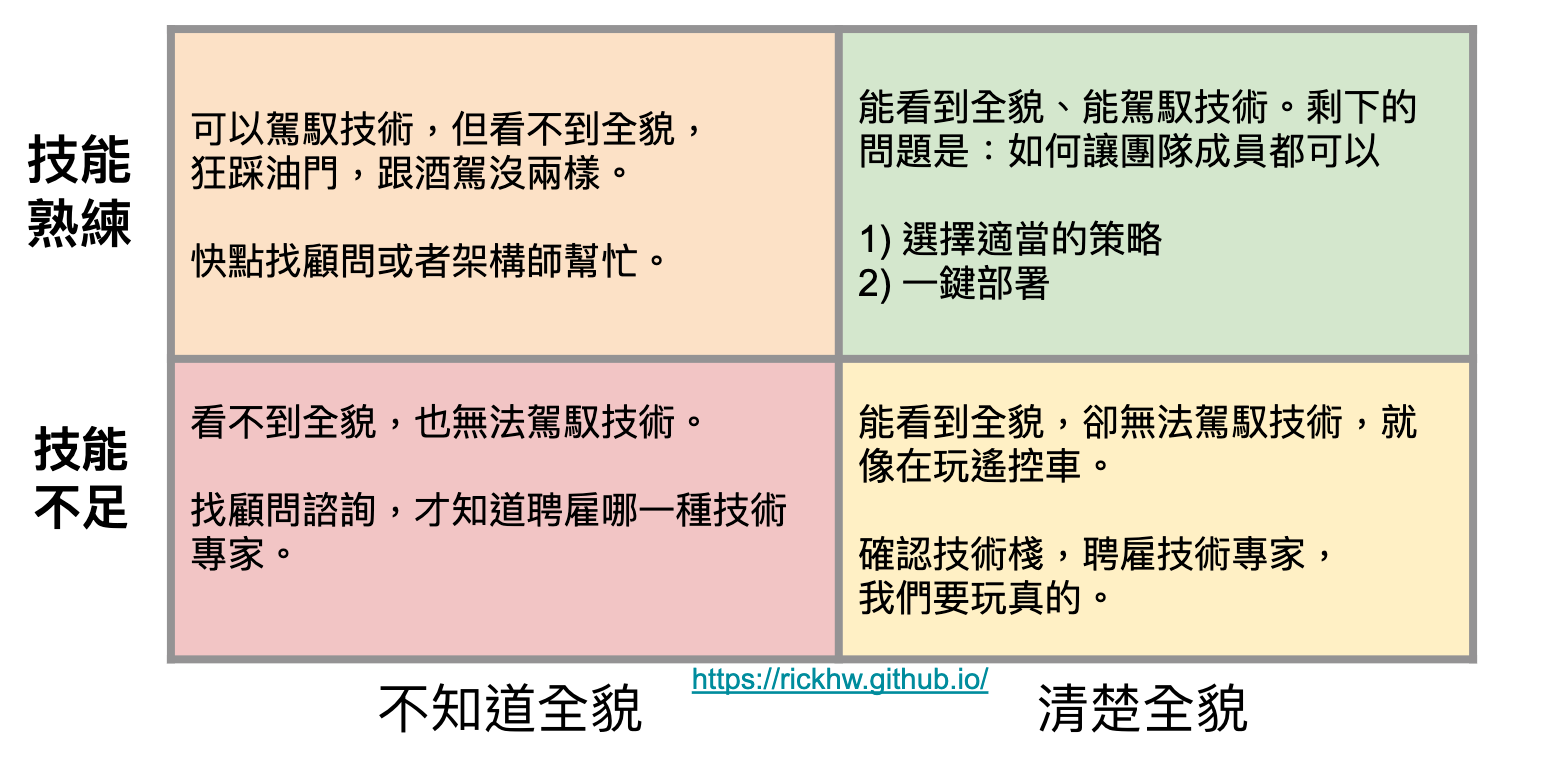 技能
熟練
可以駕馭技術，但看不到全貌，
狂踩油門，跟酒駕沒兩樣。
快點找顧問或者架構師幫忙。
能看到全貌、能駕馭技術。剩下的
問題是：如何讓團隊成員都可以
1) 選擇適當的策略
2) 一鍵部署
技能
不足
看不到全貌，也無法駕馭技術。
找顧問諮詢，才知道聘雇哪一種技術
專家。
能看到全貌，卻無法駕馭技術，就
像在玩遙控車。
確認技術棧，聘雇技術專家，
我們要玩真的。
https://rickhw.github.io/
不知道全貌
清楚全貌